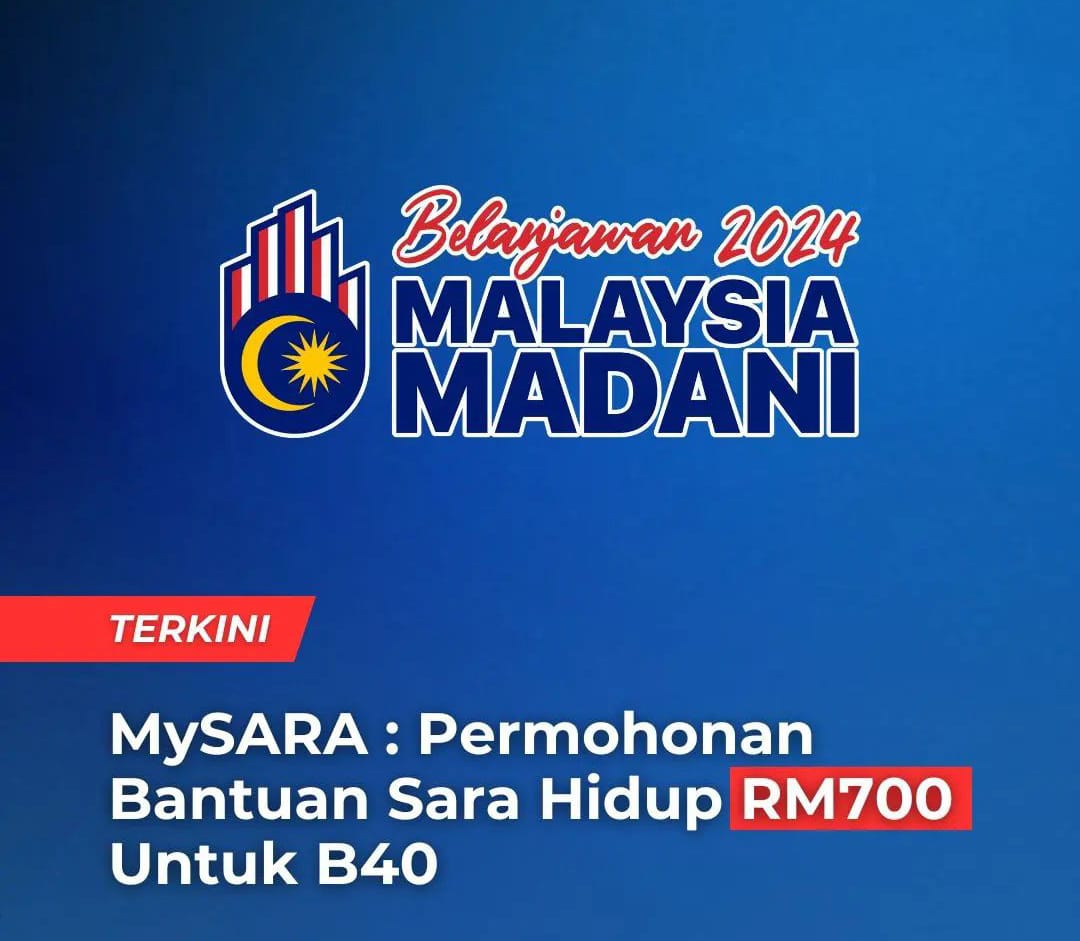 Belanjawan 2024
MALAYSIA
MADANI
TERKINI
MySARA : Permohonan
Bantuan Sara Hidup RM700
Untuk B40